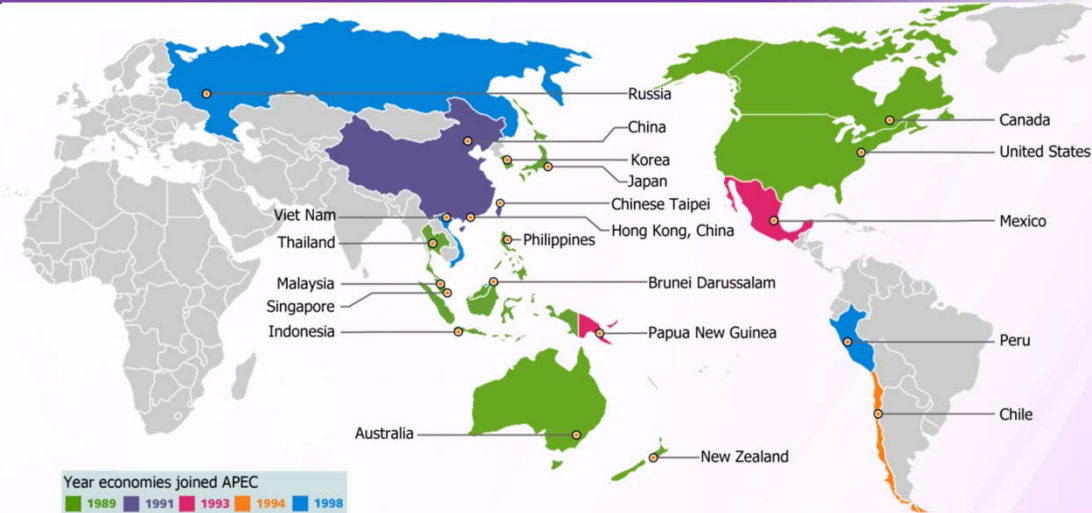 Russia
China
Korea
Japan
Chinese Taipei
Hong Kong, China
Viet Nam
Thailand
Philippines
Malaysia
Singapore
Brunei Darussalam
Indonesia
Papua New Guinea
Australia
New Zealand
Canada
United States
Mexico
Peru
Chile
Year economies joined APEC
1989 1991 1993 1994 1998